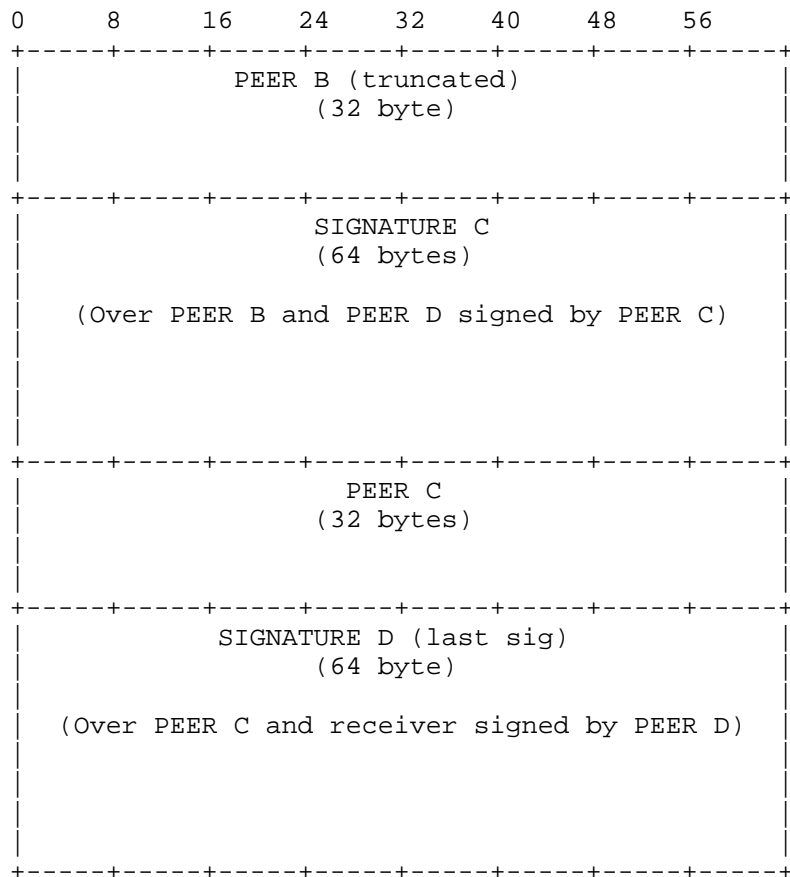 0     8     16    24    32    40    48    56
+-----+-----+-----+-----+-----+-----+-----+-----+
|             PEER B (truncated)                |
|                  (32 byte)                    |
|                                               |
|                                               |
+-----+-----+-----+-----+-----+-----+-----+-----+
|                  SIGNATURE C                  |
|                  (64 bytes)                   |
|                                               |
|   (Over PEER B and PEER D signed by PEER C)   |
|                                               |
|                                               |
|                                               |
|                                               |
+-----+-----+-----+-----+-----+-----+-----+-----+
|                    PEER C                     |
|                  (32 bytes)                   |
|                                               |
|                                               |
+-----+-----+-----+-----+-----+-----+-----+-----+
|            SIGNATURE D (last sig)             |
|                  (64 byte)                    |
|                                               |
|  (Over PEER C and receiver signed by PEER D)  |
|                                               |
|                                               |
|                                               |
|                                               |
+-----+-----+-----+-----+-----+-----+-----+-----+